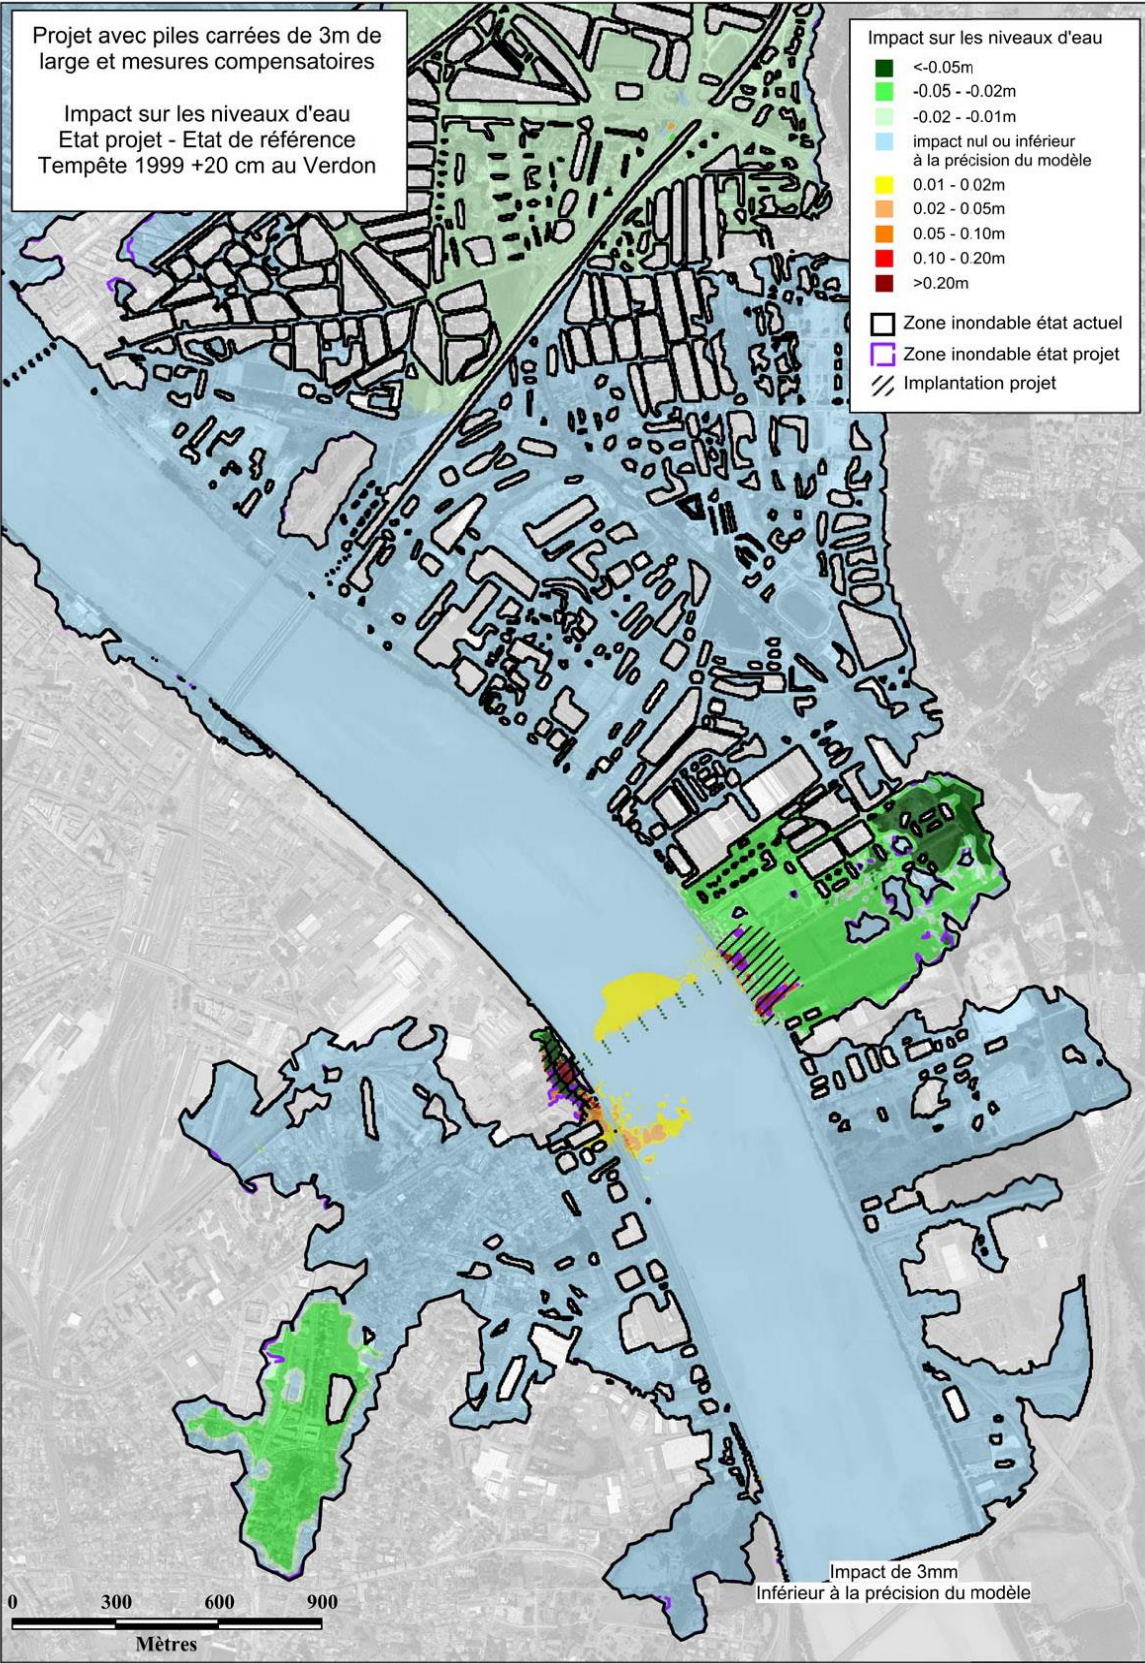 Projet avec piles carrées de 3m de
large et mesures compensatoires
Impact sur les niveaux d'eau
Etat projet - Etat de référence
Tempête 1999 +20 cm au Verdon
Impact sur les niveaux d'eau
<-0.05m
-0.05 - -0.02m
-0.02 - -0.01m
impact nul ou inférieur
à la précision du modèle
0.01 - 0 02m
0.02 - 0 05m
0.05 - 0.10m
0.10 - 0.20m
>0.20m
Zone inondable état actuel
Zone inondable état projet
Implantation projet
Impact de 3mm
Inférieur à la précision du modèle
0 300 600 900
Mètres